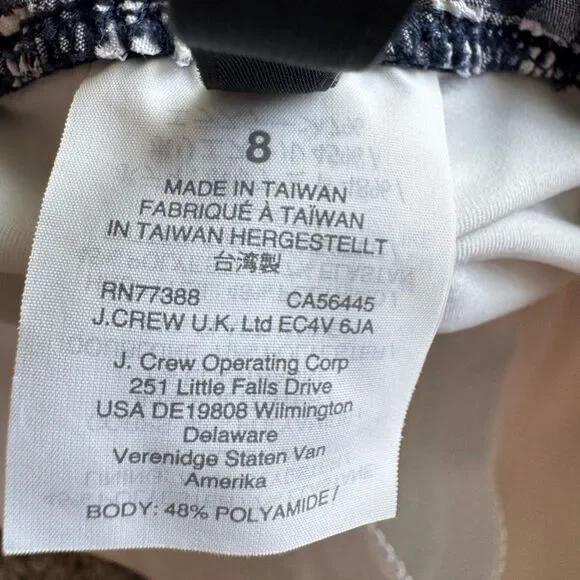 8
MADE IN TAIWAN
FABRIQUÉ À TAÏWAN
IN TAIWAN HERGESTELLT
台湾製
RN77388 CA56445
J.CREW U.K. Ltd EC4V 6JA
J. Crew Operating Corp
251 Little Falls Drive
USA DE19808 Wilmington
Delaware
Verenidge Staten Van
Amerika
BODY: 48% POLYAMIDE/